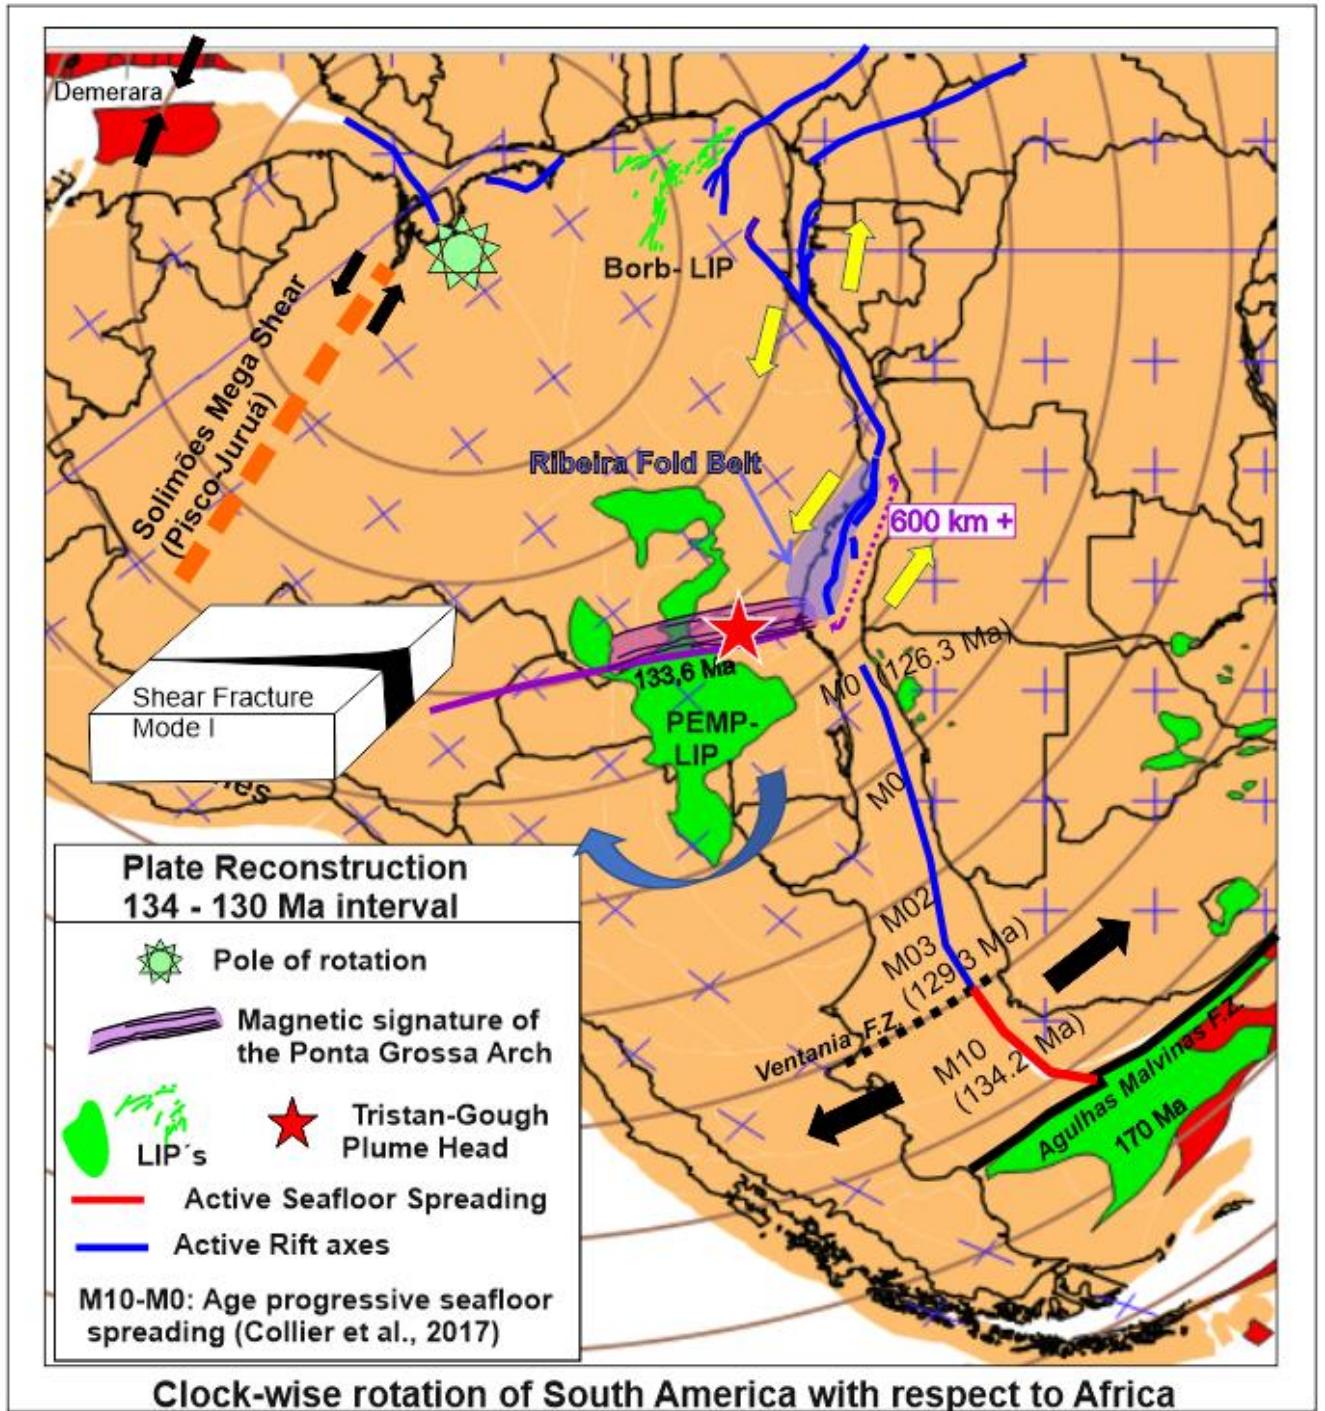 Demerara
Borb- LIP
Solimões Mega Shear
(Pisco-Juruá)
Ribeira Fold Belt
600 km +
133,6 Ma
M0 (126.3 Ma)
Shear Fracture
Mode I
PEMP-
LIP
M0
M02
M03
(129.3 Ma)
Ventania F.Z.
M10
(134.2 Ma)
Agulhas Malvinas F.Z.
170 Ma
Plate Reconstruction
134 - 130 Ma interval
Pole of rotation
Magnetic signature of
the Ponta Grossa Arch
LIP´s
Tristan-Gough
Plume Head
Active Seafloor Spreading
Active Rift axes
M10-M0: Age progressive seafloor
spreading (Collier et al., 2017)
Clock-wise rotation of South America with respect to Africa